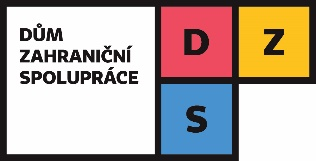 DŮM
ZAHRANIČNÍ
SPOLUPRÁCE
D Z
S